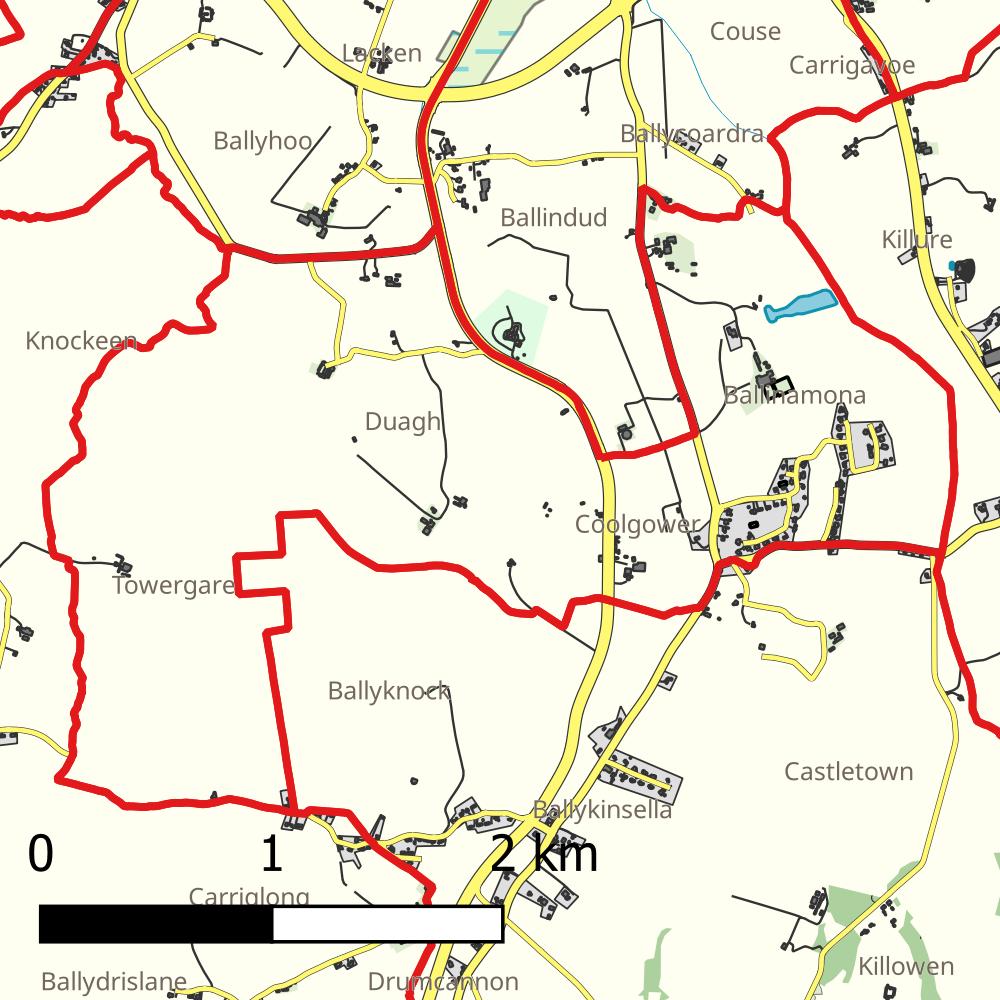 Couse
Lacken
Carrigavoe
Ballycoardra
Ballyhoo
Ballindud
Killure
Knockeen
Ballinamona
Duagh
Coolgower
Towergare
Ballyknock
Castletown
Ballykinsella
0 1 2 km
Carriglong
Killowen
Ballydrislane
Drumcannon